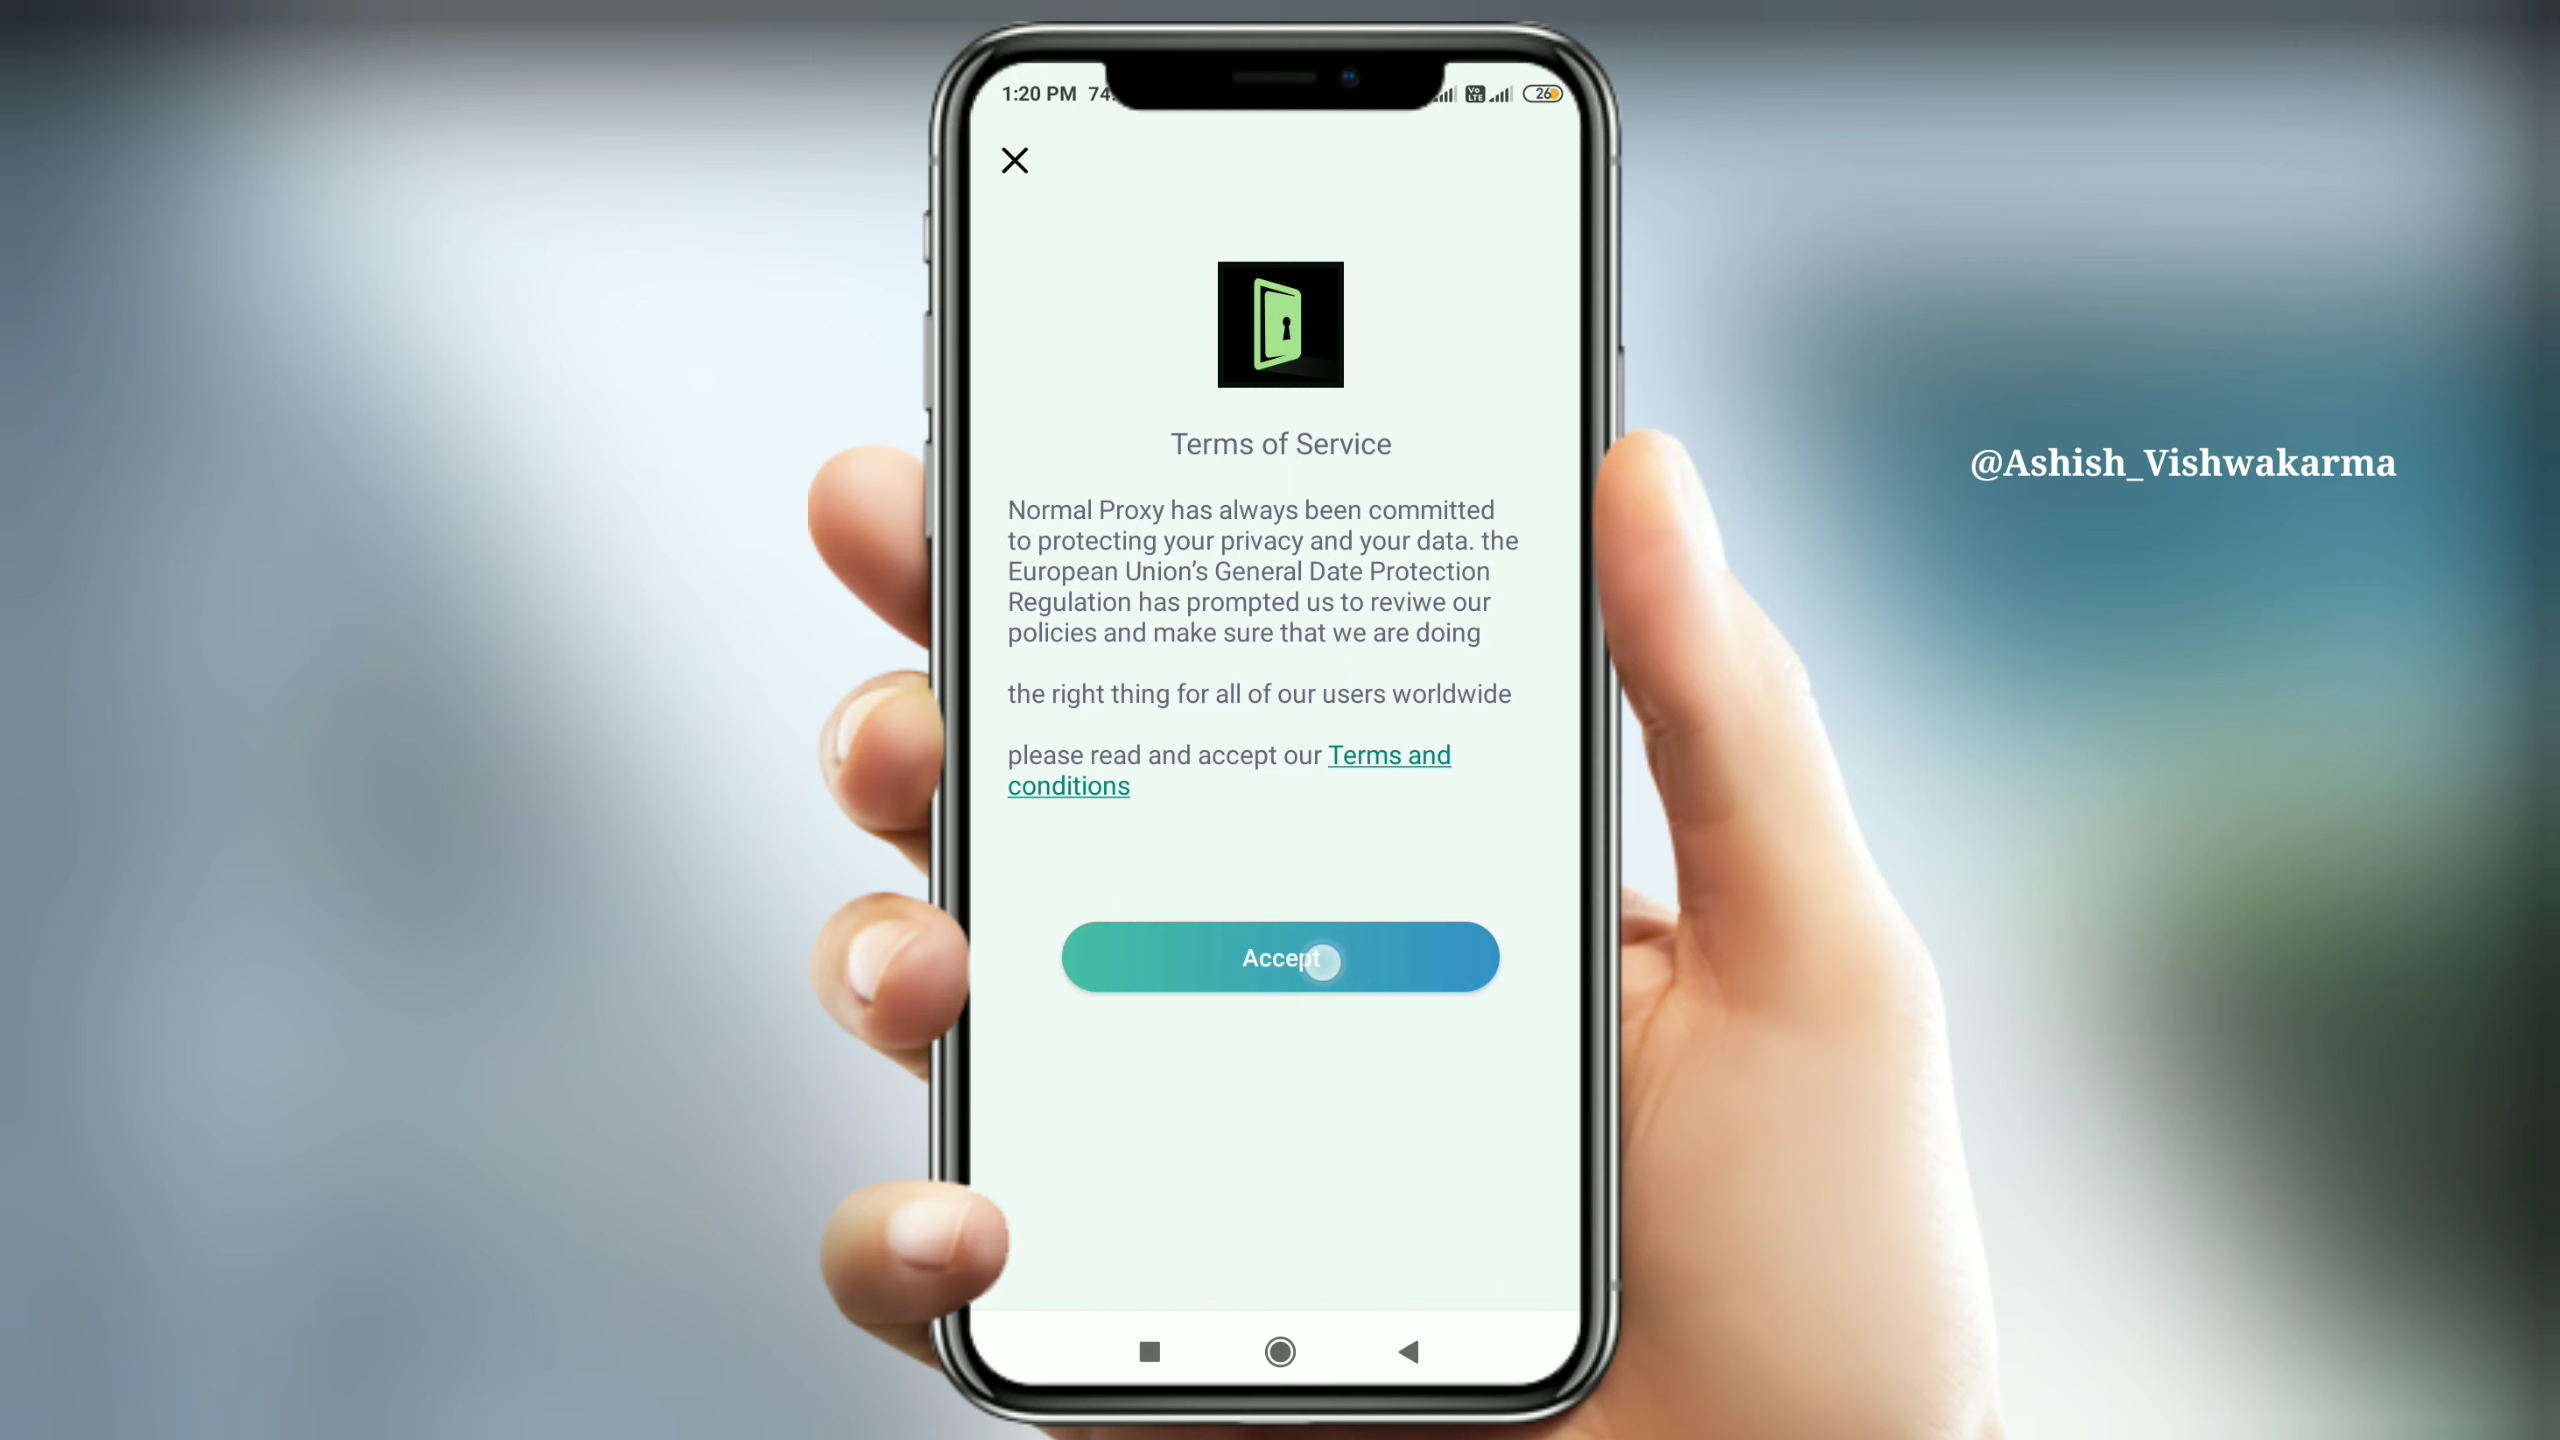 1:20 PM 74.
26
Terms of Service
Normal Proxy has always been committed
to protecting your privacy and your data. the
European Union’s General Date Protection
Regulation has prompted us to reviwe our
policies and make sure that we are doing
the right thing for all of our users worldwide
please read and accept our Terms and
conditions
Accept
@Ashish_Vishwakarma